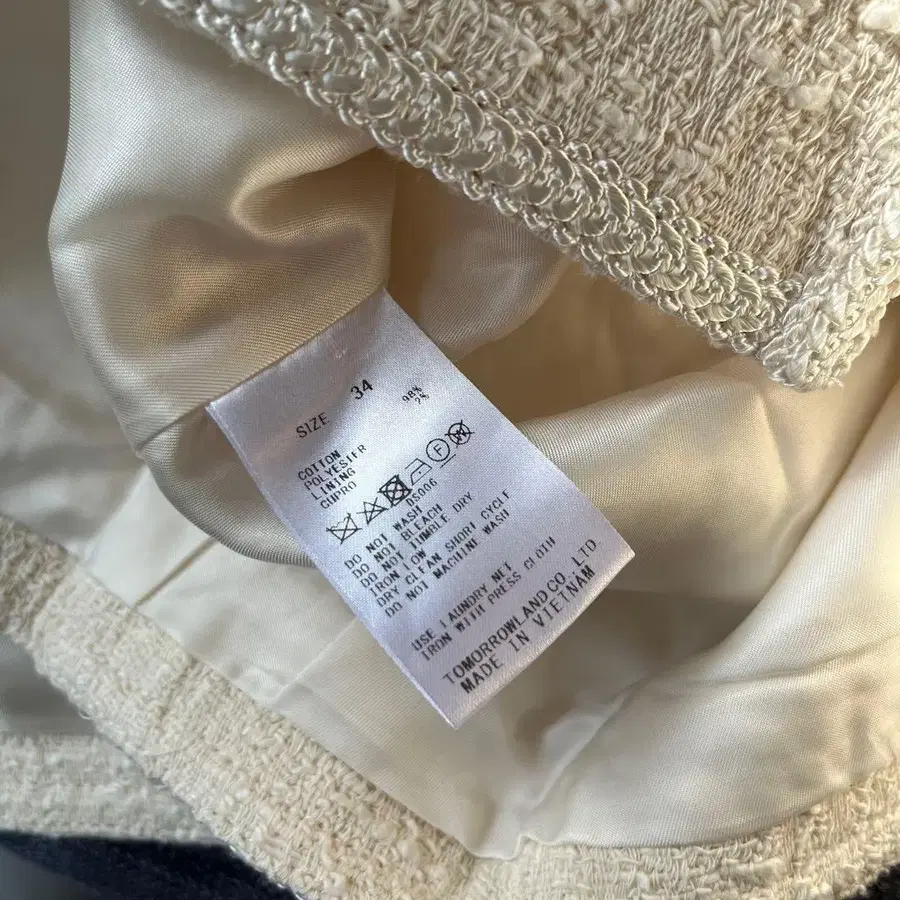 SIZE 34
COTTON 98%
POLYESTER 2%
LINING
CUPRO
F
DS006
DO NOT WASH
DO NOT BLEACH
DO NOT TUMBLE DRY
IRON LOW
DRY CLEAN SHORT CYCLE
DO NOT MACHINE WASH
USE LAUNDRY NET
IRON WITH PRESS CLOTH
TOMORROWLAND CO., LTD
MADE IN VIETNAM